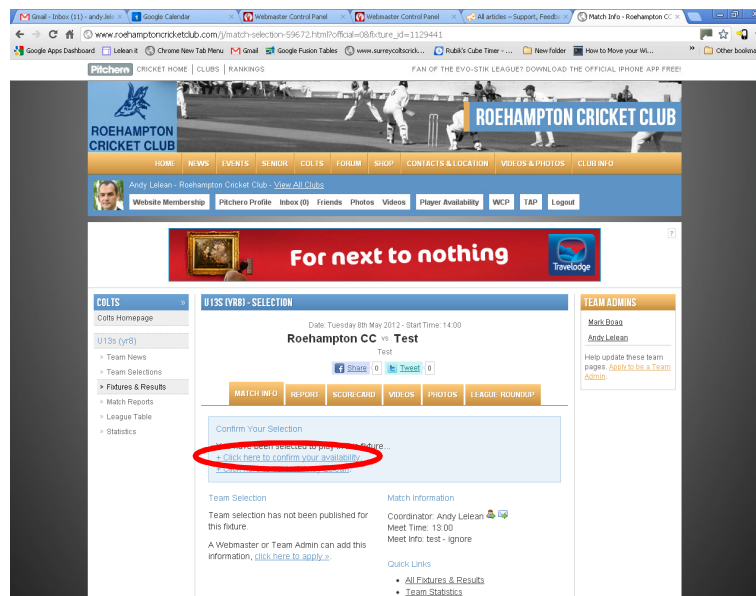 Gmail - Inbox (11) - andy.lele
Google Calendar
Webmaster Control Panel
Webmaster Control Panel
All articles – Support, Feedba
Match Info - Roehampton CC
www.roehamptoncricketclub.com/j/match-selection-59672.html?official=0&fixture_id=1129441
Google Apps Dashboard
Lelean it
Chrome New Tab Menu
Gmail
Google Fusion Tables
www.surreycoltscrick...
Rubik's Cube Timer - ...
New folder
How to Move your Wi...
»
Other bookma
Pitchero CRICKET HOME | CLUBS | RANKINGS
FAN OF THE EVO-STIK LEAGUE? DOWNLOAD THE OFFICIAL IPHONE APP FREE!
ROEHAMPTON
CRICKET CLUB
ROEHAMPTON CRICKET CLUB
HOME NEWS EVENTS SENIOR COLTS FORUM SHOP CONTACTS & LOCATION VIDEOS & PHOTOS CLUB INFO
Andy Lelean - Roehampton Cricket Club - View All Clubs
Website Membership Pitchero Profile Inbox (0) Friends Photos Videos Player Availability WCP TAP Logout
For next to nothing
Travelodge
?
COLTS »
Colts Homepage
U13s (yr8)
» Team News
» Team Selections
» Fixtures & Results
» Match Reports
» League Table
» Statistics
U13S (YR8) - SELECTION
Date: Tuesday 8th May 2012 - Start Time: 14:00
Roehampton CC vs Test
Test
Share 0 Tweet 0
MATCH INFO REPORT SCORECARD VIDEOS PHOTOS LEAGUE ROUNDUP
Confirm Your Selection
You have been selected to play in this fixture...
+ Click here to confirm your availability.
Team Selection
Team selection has not been published for
this fixture.
A Webmaster or Team Admin can add this
information, click here to apply ».
Match Information
Coordinator: Andy Lelean
Meet Time: 13:00
Meet Info: test - ignore
Quick Links
• All Fixtures & Results
• Team Statistics
TEAM ADMINS
Mark Boag
Andy Lelean
Help update these team
pages. Apply to be a Team
Admin.